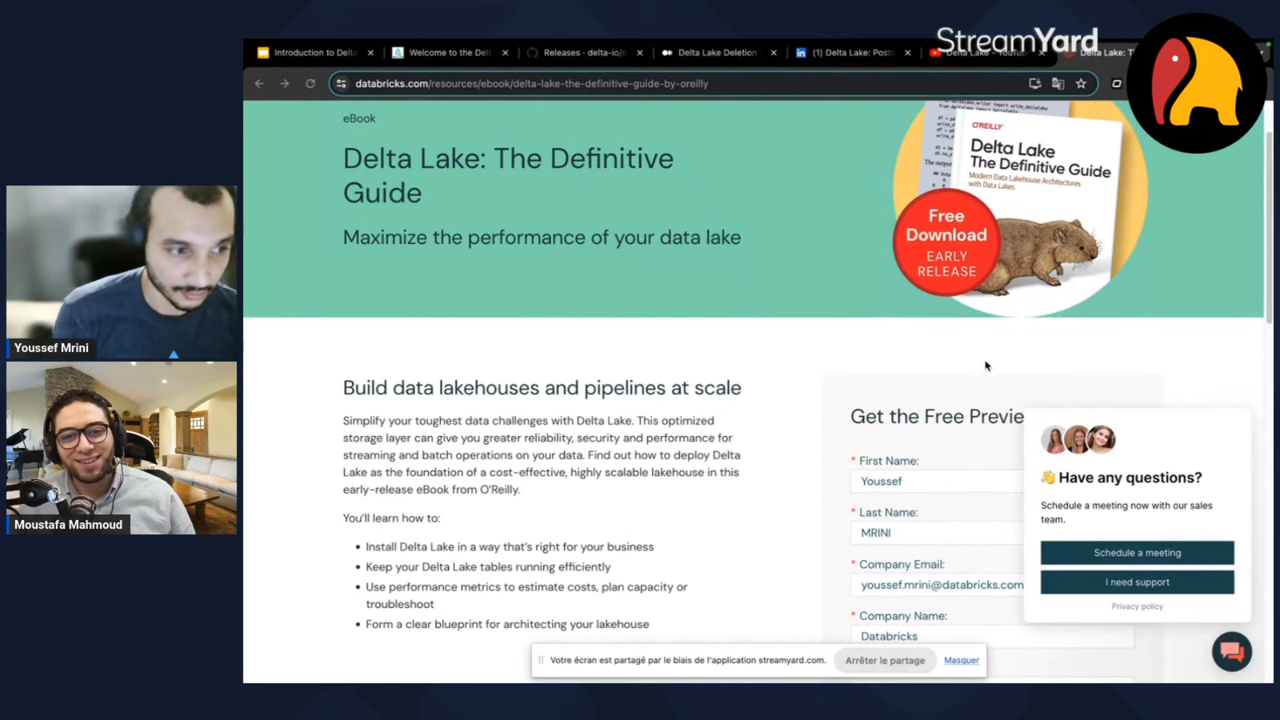 StreamYard
Introduction to Delta
Welcome to the Del
Releases · delta-io/
Delta Lake Deletion
(1) Delta Lake: Posts
Delta Lake - YouTu
Delta Lake: T
databricks.com/resources/ebook/delta-lake-the-definitive-guide-by-oreilly
eBook
Delta Lake: The Definitive
Guide
Maximize the performance of your data lake
O'REILLY
Delta Lake
The Definitive Guide
Modern Data Lakehouse Architectures
with Data Lakes
Free
Download
EARLY
RELEASE
Youssef Mrini
Moustafa Mahmoud
Build data lakehouses and pipelines at scale
Simplify your toughest data challenges with Delta Lake. This optimized
storage layer can give you greater reliability, security and performance for
streaming and batch operations on your data. Find out how to deploy Delta
Lake as the foundation of a cost-effective, highly scalable lakehouse in this
early-release eBook from O'Reilly.
You'll learn how to:
• Install Delta Lake in a way that's right for your business
• Keep your Delta Lake tables running efficiently
• Use performance metrics to estimate costs, plan capacity or
troubleshoot
• Form a clear blueprint for architecting your lakehouse
Get the Free Previe
* First Name:
Youssef
* Last Name:
MRINI
* Company Email:
youssef.mrini@databricks.com
* Company Name:
Databricks
👋 Have any questions?
Schedule a meeting now with our sales
team.
Schedule a meeting
I need support
Privacy policy
Votre écran est partagé par le biais de l'application streamyard.com.
Arrêter le partage
Masquer